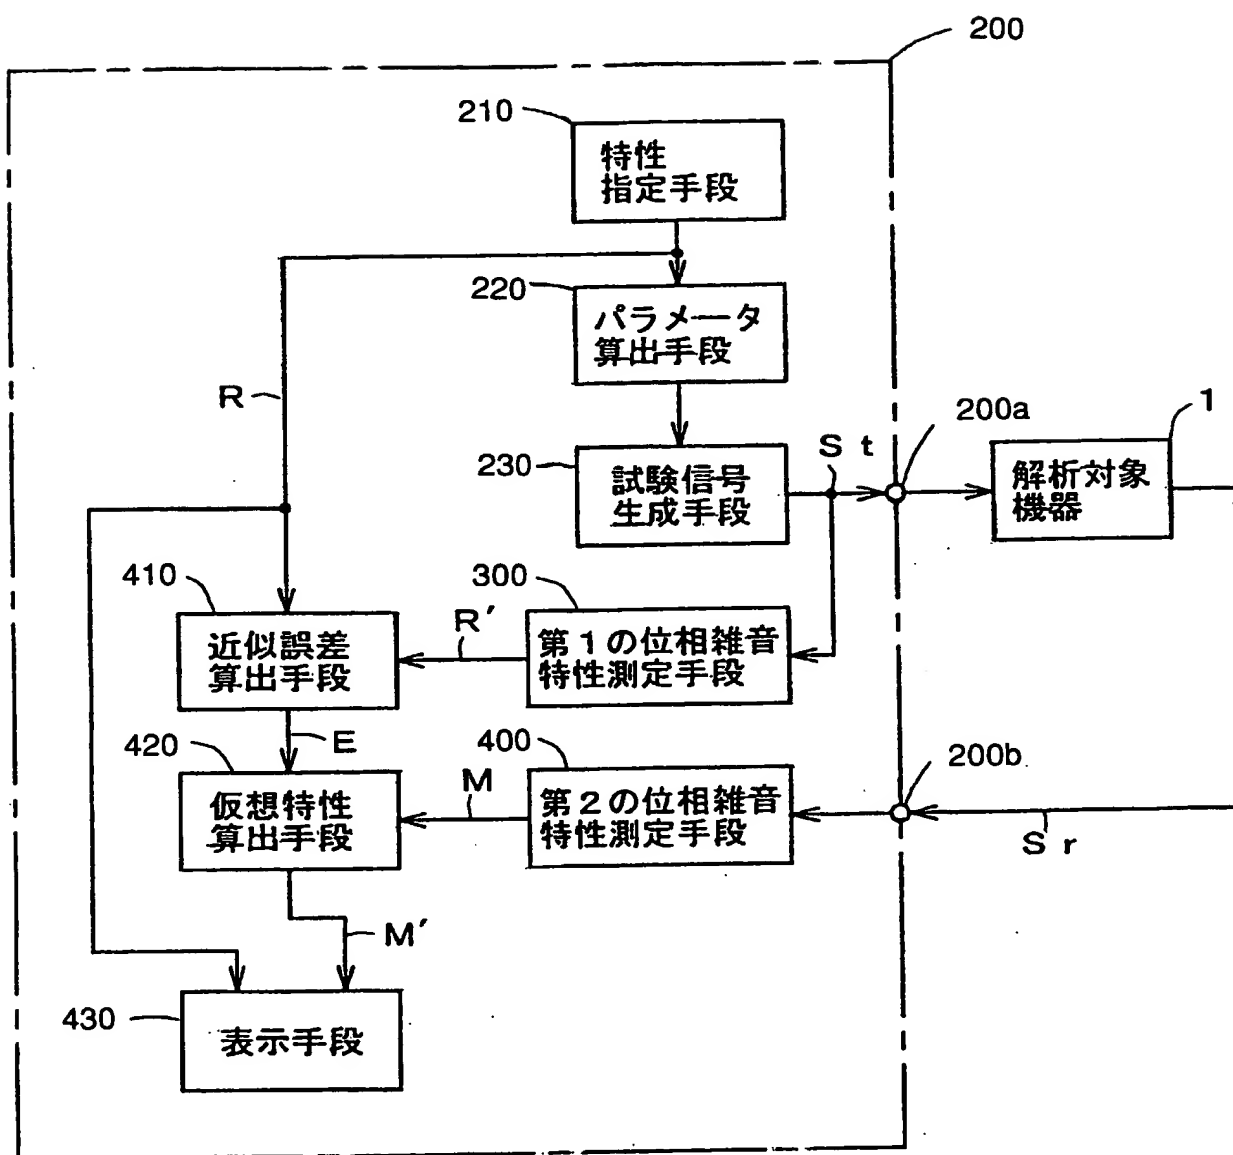 200
210
特性
指定手段
220
パラメータ
算出手段
R
230
試験信号
生成手段
St
200a
1
解析対象
機器
410
近似誤差
算出手段
R′
300
第1の位相雑音
特性測定手段
E
420
仮想特性
算出手段
M
400
第2の位相雑音
特性測定手段
200b
Sr
M′
430
表示手段